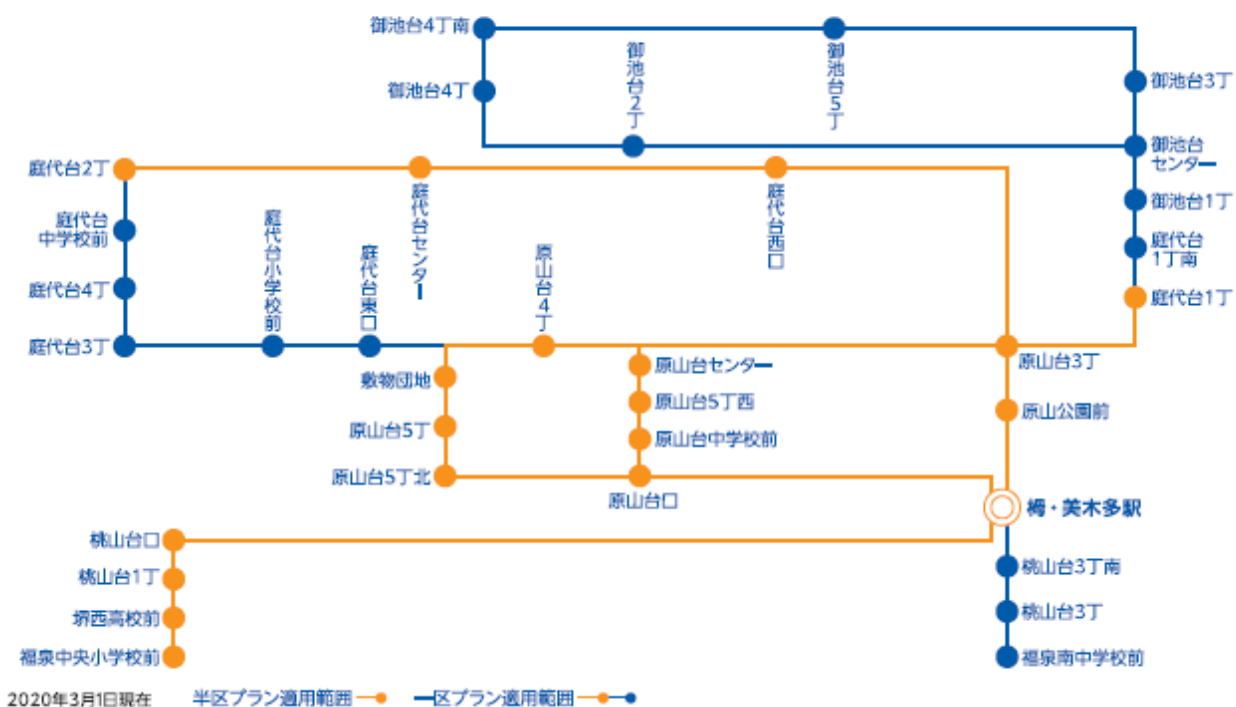 御池台4丁南
御池台2丁
御池台5丁
御池台4丁
御池台3丁
御池台
センター
庭代台2丁
御池台1丁
庭代台
中学校前
庭代台小学校前
庭代台東口
庭代台センター
原山台4丁
庭代台西口
庭代台
1丁南
庭代台4丁
庭代台1丁
庭代台3丁
敷物団地
原山台センター
原山台3丁
原山台5丁西
原山公園前
原山台5丁
原山台中学校前
原山台5丁北
原山台口
栂・美木多駅
桃山台口
桃山台3丁南
桃山台1丁
堺西高校前
桃山台3丁
福泉中央小学校前
福泉南中学校前
2020年3月1日現在 半区プラン適用範囲 一区プラン適用範囲